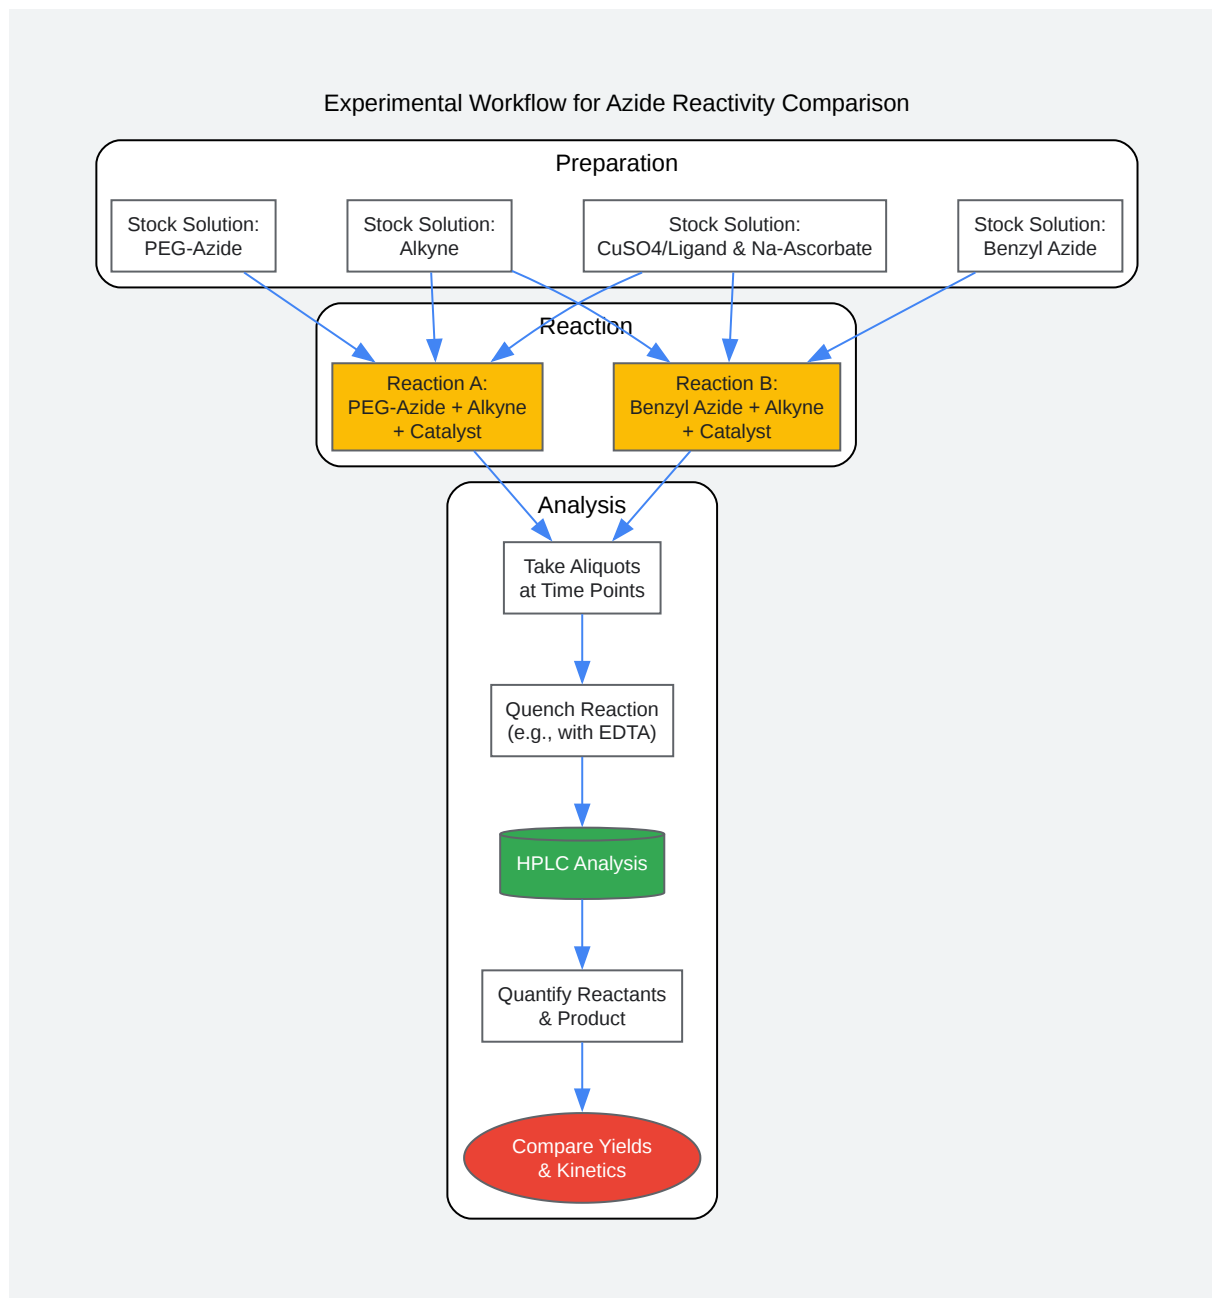 Experimental Workflow for Azide Reactivity Comparison
Preparation
Stock Solution:
PEG-Azide
Stock Solution:
Alkyne
Stock Solution:
CuSO4/Ligand & Na-Ascorbate
Stock Solution:
Benzyl Azide
Reaction
Reaction A:
PEG-Azide + Alkyne
+ Catalyst
Reaction B:
Benzyl Azide + Alkyne
+ Catalyst
Analysis
Take Aliquots
at Time Points
Quench Reaction
(e.g., with EDTA)
HPLC Analysis
Quantify Reactants
& Product
Compare Yields
& Kinetics